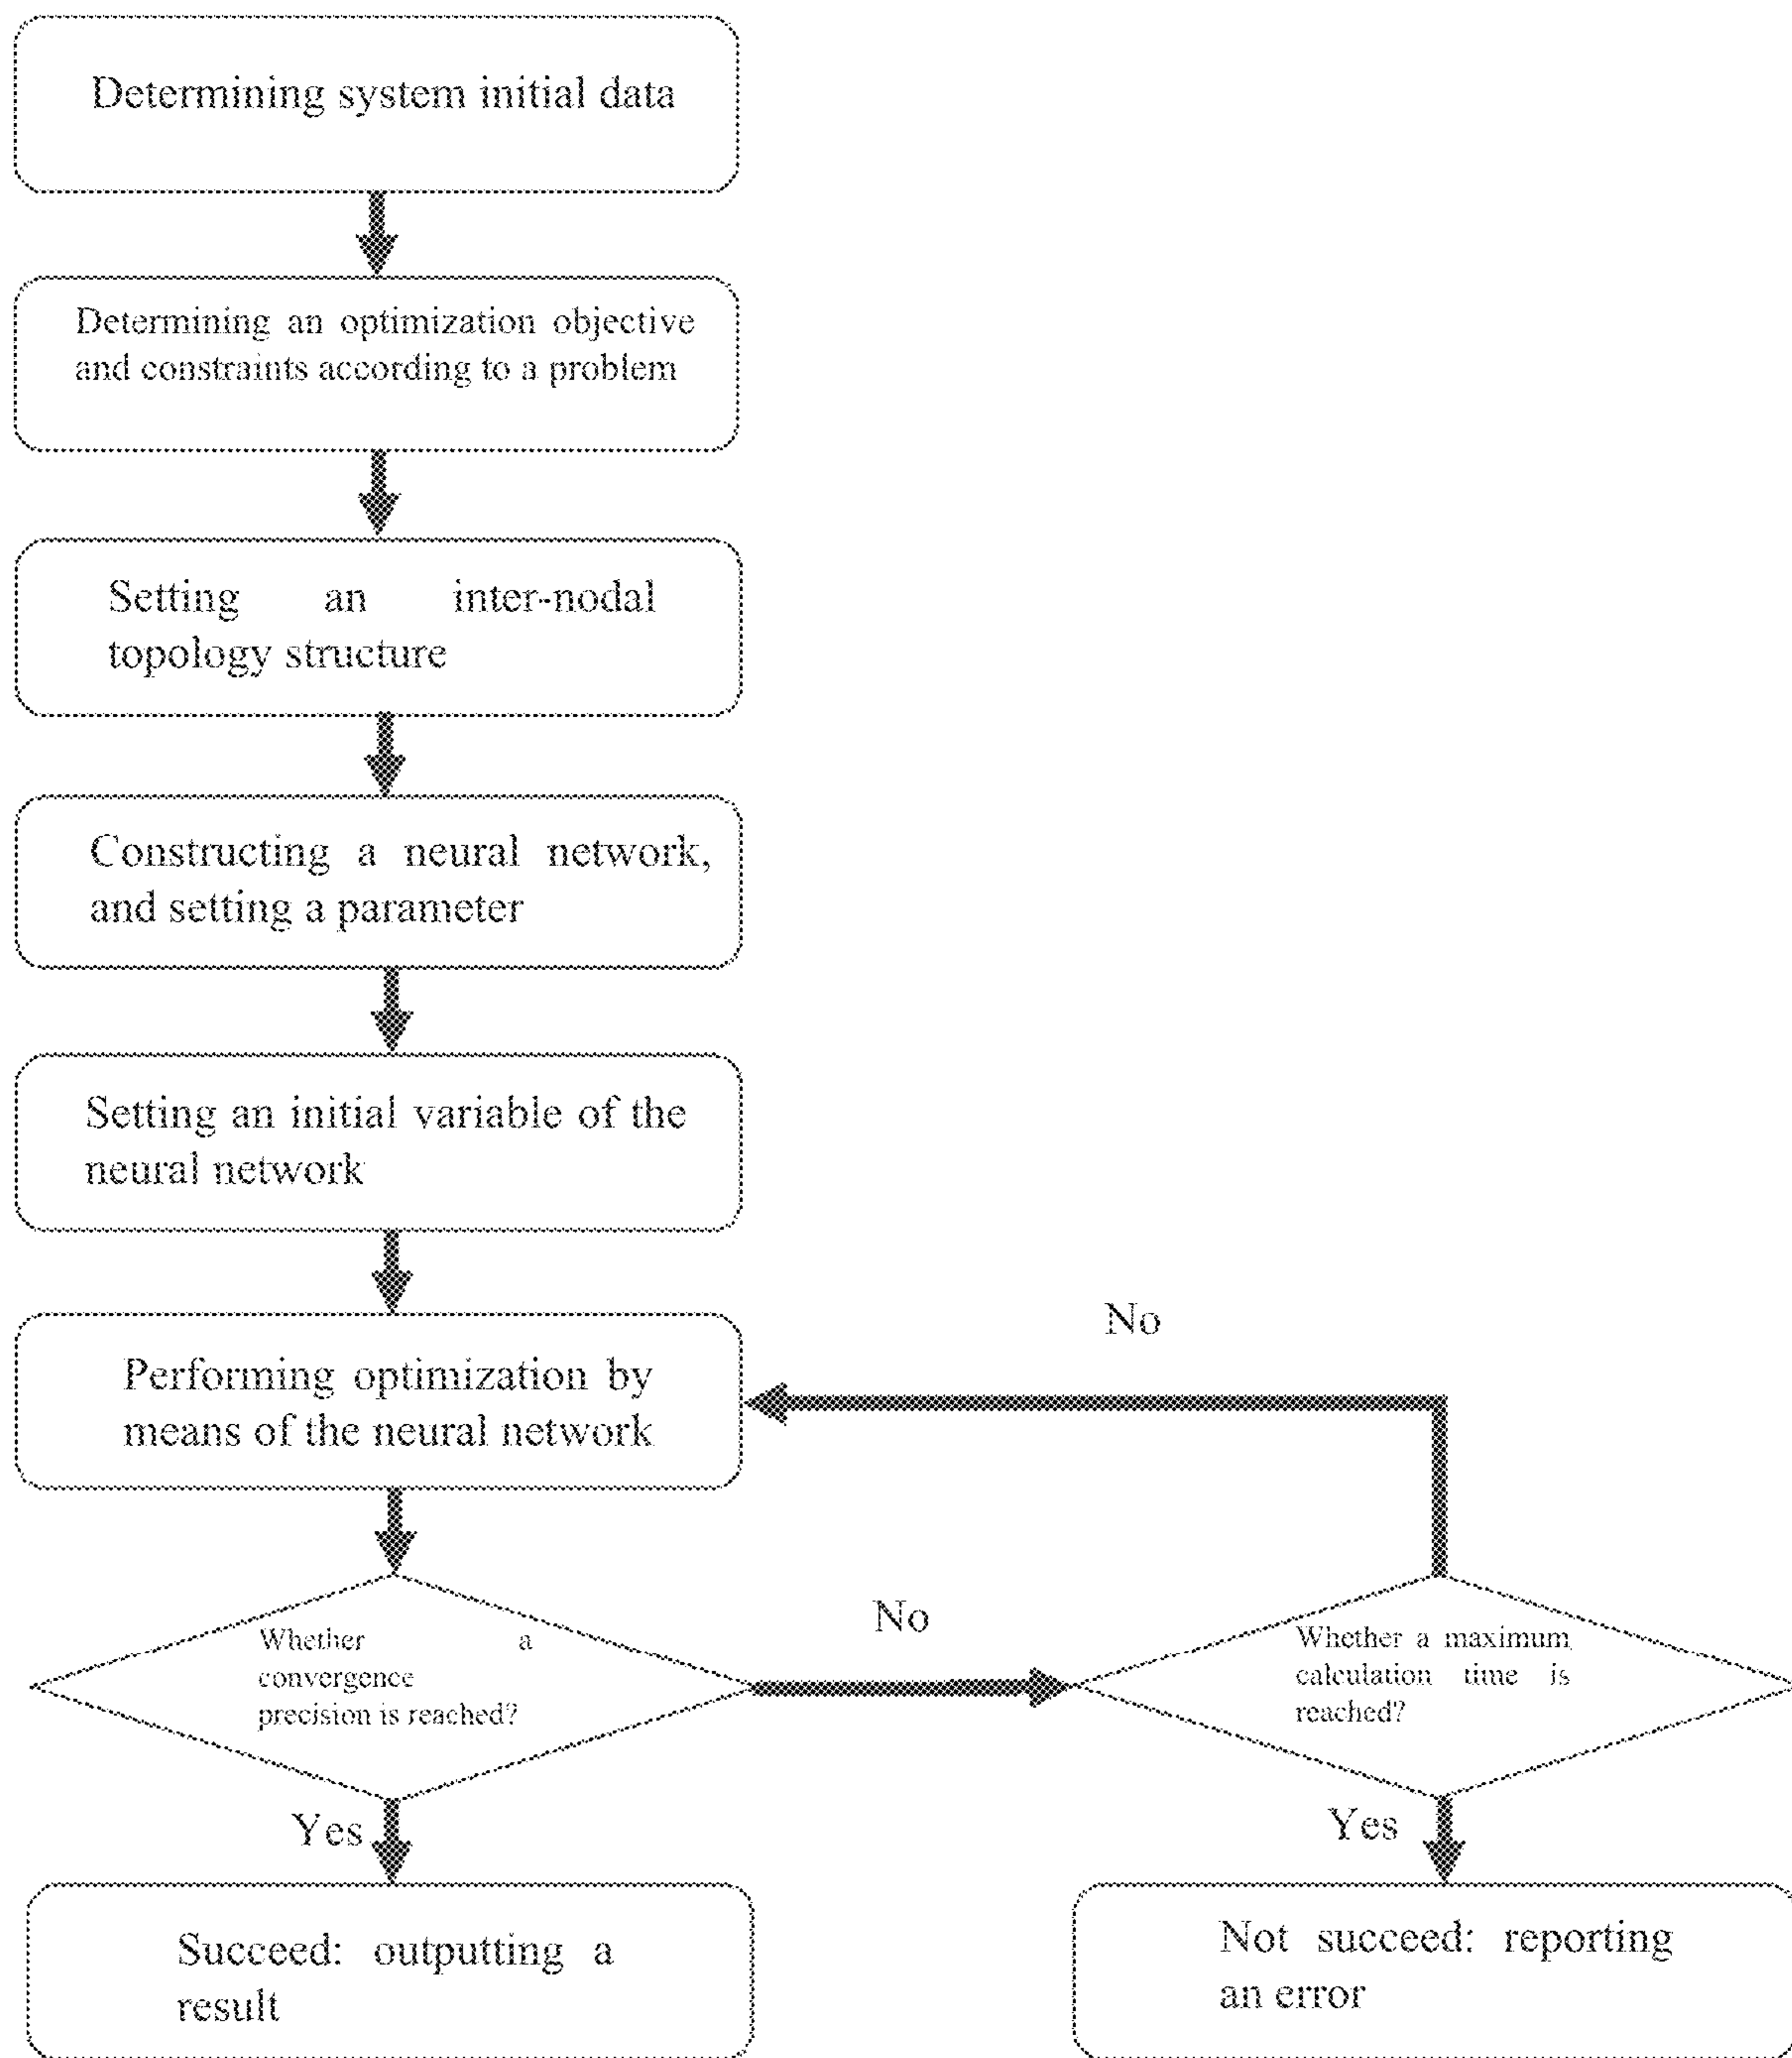 Determining system initial data
Determining an optimization objective
and constraints according to a problem
Setting an inter-nodal
topology structure
Constructing a neural network,
and setting a parameter
Setting an initial variable of the
neural network
No
Performing optimization by
means of the neural network
No
Whether a
convergence
precision is reached?
Whether a maximum
calculation time is
reached?
Yes
Yes
Succeed: outputting a
result
Not succeed: reporting
an error